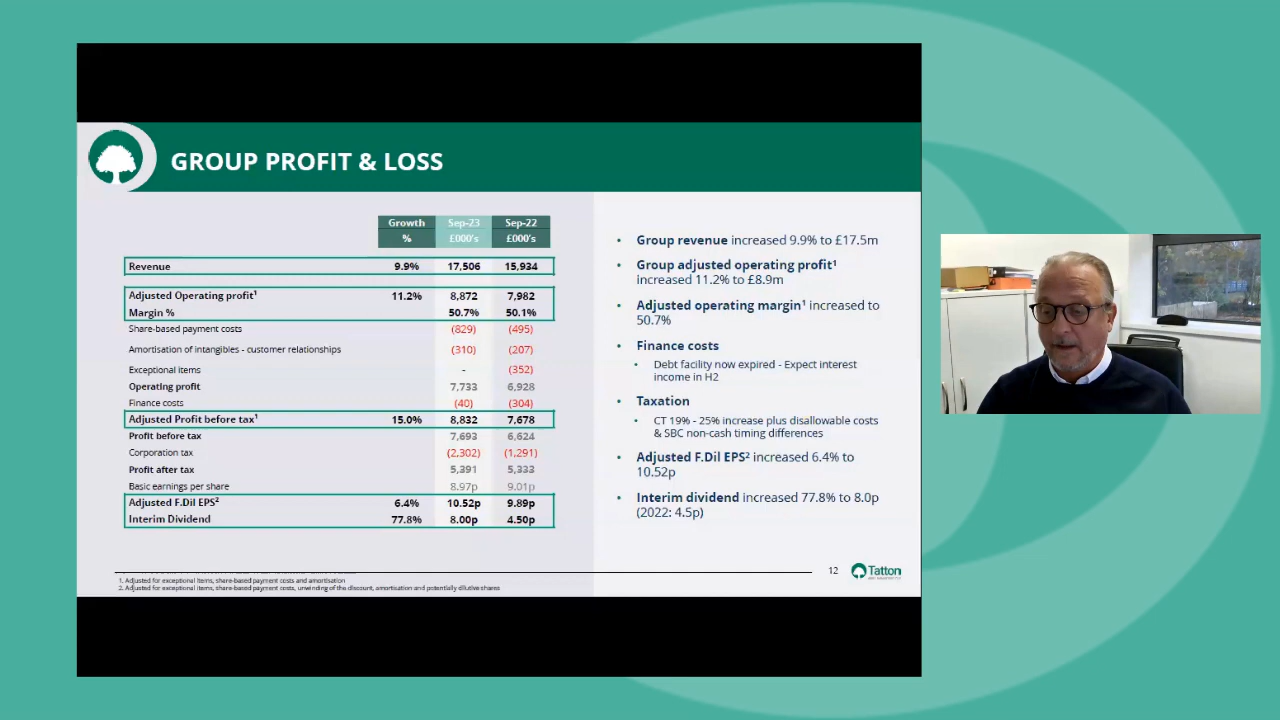 GROUP PROFIT & LOSS
Growth Sep-23 Sep-22
% £000's £000's
Revenue 9.9% 17,506 15,934
Adjusted Operating profit¹ 11.2% 8,872 7,982
Margin % 50.7% 50.1%
Share-based payment costs (829) (495)
Amortisation of intangibles - customer relationships (310) (207)
Exceptional items - (352)
Operating profit 7,733 6,928
Finance costs (40) (304)
Adjusted Profit before tax¹ 15.0% 8,832 7,678
Profit before tax 7,693 6,624
Corporation tax (2,302) (1,291)
Profit after tax 5,391 5,333
Basic earnings per share 8.97p 9.01p
Adjusted F.Dil EPS² 6.4% 10.52p 9.89p
Interim Dividend 77.8% 8.00p 4.50p
• Group revenue increased 9.9% to £17.5m
• Group adjusted operating profit¹
increased 11.2% to £8.9m
• Adjusted operating margin¹ increased to
50.7%
• Finance costs
• Debt facility now expired - Expect interest
income in H2
• Taxation
• CT 19% - 25% increase plus disallowable costs
& SBC non-cash timing differences
• Adjusted F.Dil EPS² increased 6.4% to
10.52p
• Interim dividend increased 77.8% to 8.0p
(2022: 4.5p)
1. Adjusted for exceptional items, share-based payment costs and amortisation
2. Adjusted for exceptional items, share-based payment costs, unwinding of the discount, amortisation and potentially dilutive shares
12
Tatton